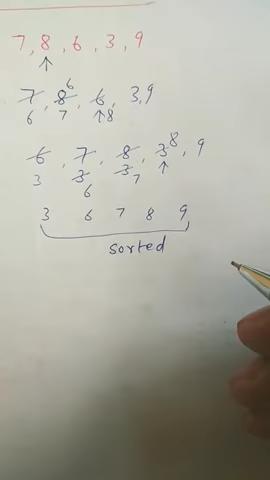 7, 8, 6, 3, 9
↑
6
7, 8, 6, 3, 9
6 7 ↑8
8
6, 7, 8, 3, 9
3 3 3 7 ↑
6
3 6 7 8 9
sorted